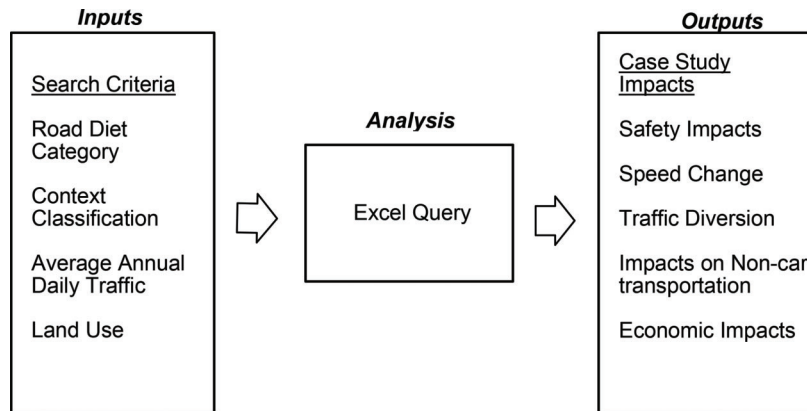 Inputs
Search Criteria
Road Diet
Category
Context
Classification
Average Annual
Daily Traffic
Land Use
Analysis
Excel Query
Outputs
Case Study
Impacts
Safety Impacts
Speed Change
Traffic Diversion
Impacts on Non-car
transportation
Economic Impacts